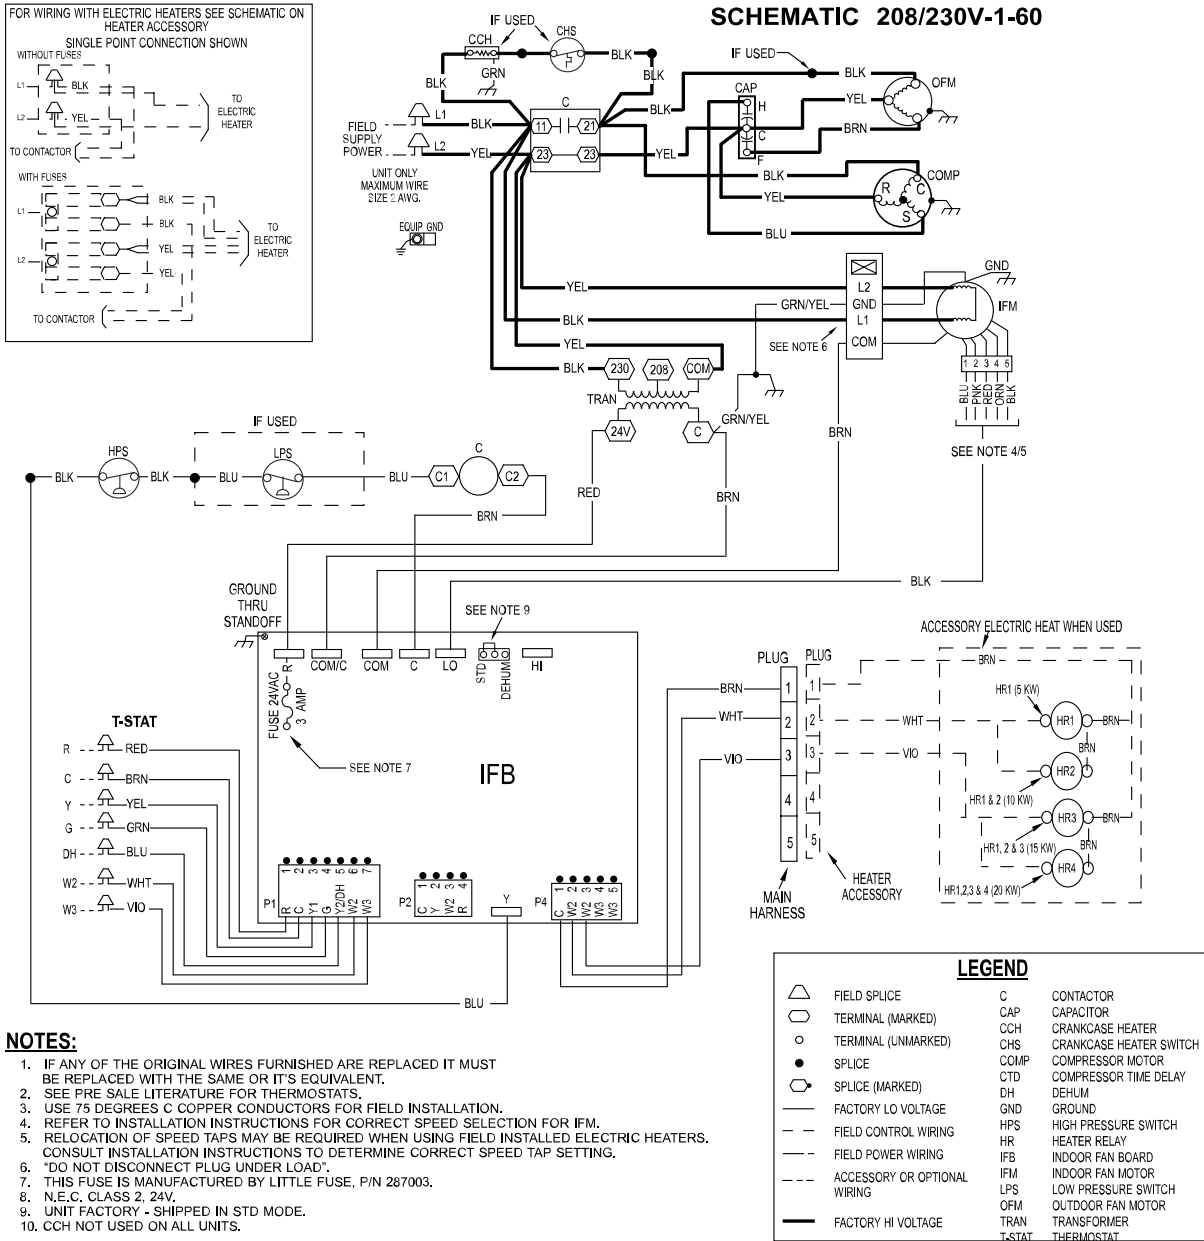 SCHEMATIC 208/230V-1-60
FOR WIRING WITH ELECTRIC HEATERS SEE SCHEMATIC ON
HEATER ACCESSORY
SINGLE POINT CONNECTION SHOWN
WITHOUT FUSES
L1
BLK
L2
YEL
TO CONTACTOR
TO
ELECTRIC
HEATER
WITH FUSES
L1
BLK
BLK
L2
YEL
YEL
TO
ELECTRIC
HEATER
TO CONTACTOR
IF USED
CCH
CHS
GRN
BLK
BLK
BLK
FIELD
SUPPLY
POWER
L1
BLK
L2
YEL
UNIT ONLY
MAXIMUM WIRE
SIZE 2 AWG.
EQUIP GND
C
11
21
23
23
BLK
YEL
IF USED
CAP
H
C
F
BLK
YEL
BRN
OFM
BLK
YEL
BLU
COMP
R
C
S
YEL
BLK
YEL
BLK
GRN/YEL
SEE NOTE 6
L2
GND
L1
COM
GND
IFM
1 2 3 4 5
BLU
PNK
RED
ORN
BLK
SEE NOTE 4/5
230
208
COM
TRAN
24V
C
GRN/YEL
RED
BRN
BRN
BLK
IF USED
HPS
LPS
BLK
BLK
BLU
BLU
C1
C
C2
BRN
GROUND
THRU
STANDOFF
SEE NOTE 9
R
COM/C
COM
C
LO
STD
DEHUM
HI
FUSE 24VAC
3 AMP
SEE NOTE 7
IFB
T-STAT
R
RED
C
BRN
Y
YEL
G
GRN
DH
BLU
W2
WHT
W3
VIO
P1
1 2 3 4 5 6 7
R C Y1 G Y2/DH W2 W3
P2
1 2 3 4
C Y W2 R
Y
P4
1 2 3 4 5
C W2 W2 W3 W3
BLU
PLUG
PLUG
BRN
WHT
VIO
1
2
3
4
5
1
2
3
4
5
MAIN
HARNESS
HEATER
ACCESSORY
ACCESSORY ELECTRIC HEAT WHEN USED
BRN
WHT
VIO
HR1 (5 KW)
HR1
BRN
BRN
HR2
HR1 & 2 (10 KW)
HR3
BRN
HR1, 2 & 3 (15 KW)
BRN
HR4
HR1,2,3 & 4 (20 KW)
NOTES:
1. IF ANY OF THE ORIGINAL WIRES FURNISHED ARE REPLACED IT MUST
BE REPLACED WITH THE SAME OR IT'S EQUIVALENT.
2. SEE PRE SALE LITERATURE FOR THERMOSTATS.
3. USE 75 DEGREES C COPPER CONDUCTORS FOR FIELD INSTALLATION.
4. REFER TO INSTALLATION INSTRUCTIONS FOR CORRECT SPEED SELECTION FOR IFM.
5. RELOCATION OF SPEED TAPS MAY BE REQUIRED WHEN USING FIELD INSTALLED ELECTRIC HEATERS.
CONSULT INSTALLATION INSTRUCTIONS TO DETERMINE CORRECT SPEED TAP SETTING.
6. "DO NOT DISCONNECT PLUG UNDER LOAD".
7. THIS FUSE IS MANUFACTURED BY LITTLE FUSE, P/N 287003.
8. N.E.C. CLASS 2, 24V.
9. UNIT FACTORY - SHIPPED IN STD MODE.
10. CCH NOT USED ON ALL UNITS.
LEGEND
FIELD SPLICE
TERMINAL (MARKED)
TERMINAL (UNMARKED)
SPLICE
SPLICE (MARKED)
FACTORY LO VOLTAGE
FIELD CONTROL WIRING
FIELD POWER WIRING
ACCESSORY OR OPTIONAL
WIRING
FACTORY HI VOLTAGE
C CONTACTOR
CAP CAPACITOR
CCH CRANKCASE HEATER
CHS CRANKCASE HEATER SWITCH
COMP COMPRESSOR MOTOR
CTD COMPRESSOR TIME DELAY
DH DEHUM
GND GROUND
HPS HIGH PRESSURE SWITCH
HR HEATER RELAY
IFB INDOOR FAN BOARD
IFM INDOOR FAN MOTOR
LPS LOW PRESSURE SWITCH
OFM OUTDOOR FAN MOTOR
TRAN TRANSFORMER
T-STAT THERMOSTAT